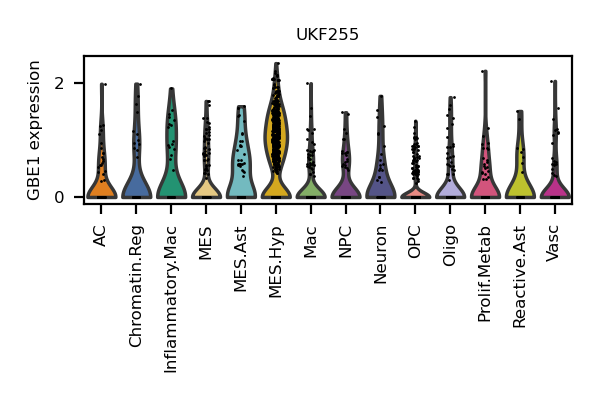 UKF255
GBE1 expression
2
0
AC
Chromatin.Reg
Inflammatory.Mac
MES
MES.Ast
MES.Hyp
Mac
NPC
Neuron
OPC
Oligo
Prolif.Metab
Reactive.Ast
Vasc